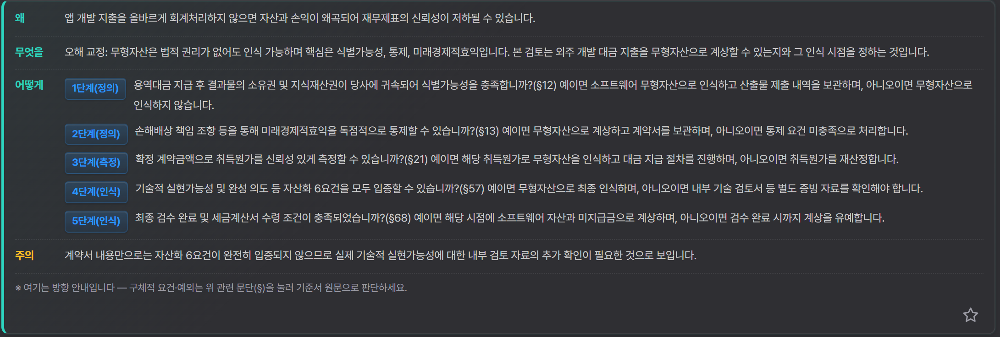 왜 앱 개발 지출을 올바르게 회계처리하지 않으면 자산과 손익이 왜곡되어 재무제표의 신뢰성이 저하될 수 있습니다.
무엇을 오해 교정: 무형자산은 법적 권리가 없어도 인식 가능하며 핵심은 식별가능성, 통제, 미래경제적효익입니다. 본 검토는 외주 개발 대금 지출을 무형자산으로 계상할 수 있는지와 그 인식 시점을 정하는 것입니다.
어떻게 1단계(정의) 용역대금 지급 후 결과물의 소유권 및 지식재산권이 당사에 귀속되어 식별가능성을 충족합니까?(§12) 예이면 소프트웨어 무형자산으로 인식하고 산출물 제출 내역을 보관하며, 아니오이면 무형자산으로
인식하지 않습니다.
2단계(정의) 손해배상 책임 조항 등을 통해 미래경제적효익을 독점적으로 통제할 수 있습니까?(§13) 예이면 무형자산으로 계상하고 계약서를 보관하며, 아니오이면 통제 요건 미충족으로 처리합니다.
3단계(측정) 확정 계약금액으로 취득원가를 신뢰성 있게 측정할 수 있습니까?(§21) 예이면 해당 취득원가로 무형자산을 인식하고 대금 지급 절차를 진행하며, 아니오이면 취득원가를 재산정합니다.
4단계(인식) 기술적 실현가능성 및 완성 의도 등 자산화 6요건을 모두 입증할 수 있습니까?(§57) 예이면 무형자산으로 최종 인식하며, 아니오이면 내부 기술 검토서 등 별도 증빙 자료를 확인해야 합니다.
5단계(인식) 최종 검수 완료 및 세금계산서 수령 조건이 충족되었습니까?(§68) 예이면 해당 시점에 소프트웨어 자산과 미지급금으로 계상하며, 아니오이면 검수 완료 시까지 계상을 유예합니다.
주의 계약서 내용만으로는 자산화 6요건이 완전히 입증되지 않으므로 실제 기술적 실현가능성에 대한 내부 검토 자료의 추가 확인이 필요한 것으로 보입니다.
※ 여기는 방향 안내입니다 — 구체적 요건·예외는 위 관련 문단(§)을 눌러 기준서 원문으로 판단하세요.